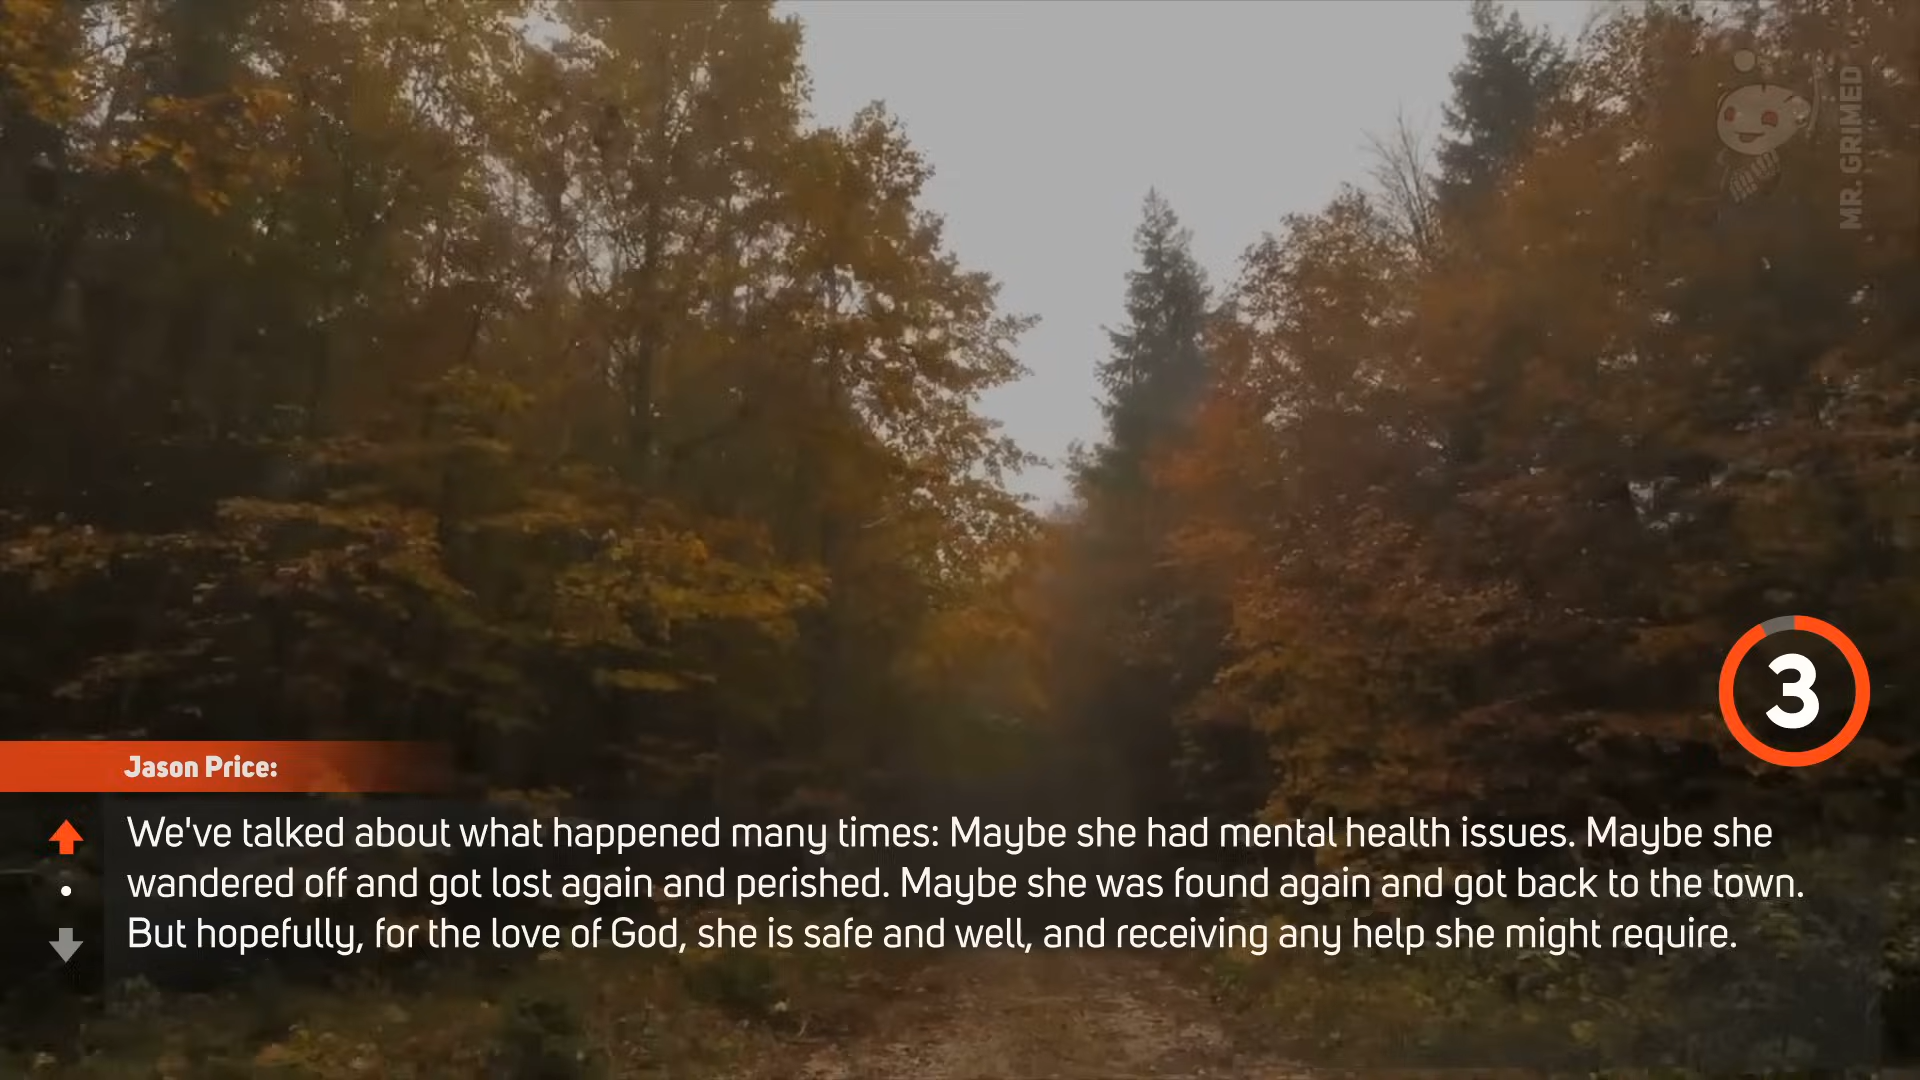 MR. GRIMED
3
Jason Price:
We've talked about what happened many times: Maybe she had mental health issues. Maybe she
wandered off and got lost again and perished. Maybe she was found again and got back to the town.
But hopefully, for the love of God, she is safe and well, and receiving any help she might require.